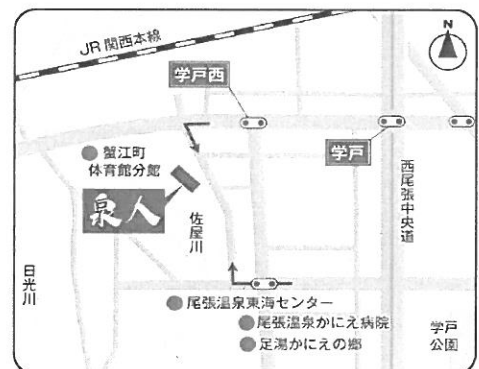 N
JR関西本線
学戸西
学戸
蟹江町
体育館分館
泉人
佐屋川
西尾張中央道
日光川
尾張温泉東海センター
尾張温泉かにえ病院
足湯かにえの郷
学戸
公園